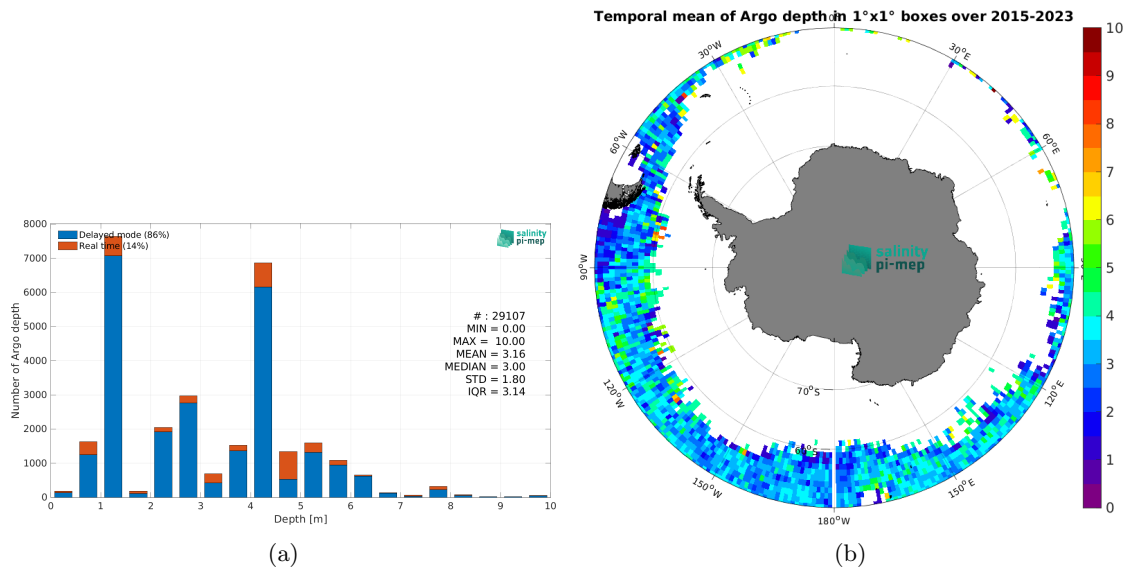 Temporal mean of Argo depth in 1°x1° boxes over 2015-2023
8000
7000
6000
5000
4000
3000
2000
1000
0
Number of Argo depth
Delayed mode (86%)
Real time (14%)
salinity
pi-mep
# : 29107
MIN = 0.00
MAX = 10.00
MEAN = 3.16
MEDIAN = 3.00
STD = 1.80
IQR = 3.14
0 1 2 3 4 5 6 7 8 9 10
Depth [m]
(a)
30°W
30°E
60°W
60°E
90°W
120°W
120°E
150°W
150°E
180°W
70°S
60°S
salinity
pi-mep
10
9
8
7
6
5
4
3
2
1
0
(b)